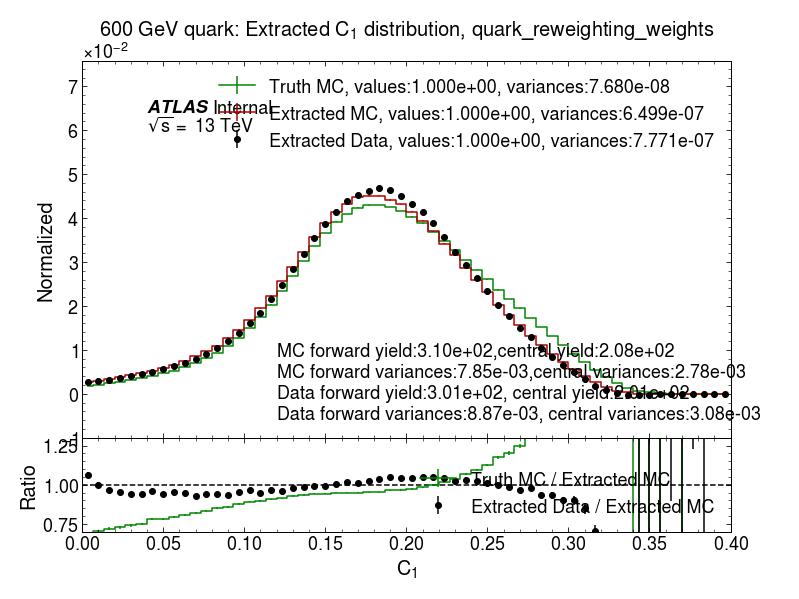 600 GeV quark: Extracted C₁ distribution, quark_reweighting_weights
×10⁻²
Truth MC, values:1.000e+00, variances:7.680e-08
ATLAS Internal
Extracted MC, values:1.000e+00, variances:6.499e-07
√s = 13 TeV
Extracted Data, values:1.000e+00, variances:7.771e-07
7
6
5
4
3
2
1
0
Normalized
MC forward yield:3.10e+02,central yield:2.08e+02
MC forward variances:7.85e-03,central variances:2.78e-03
Data forward yield:3.01e+02, central yield:2.01e+02
Data forward variances:8.87e-03, central variances:3.08e-03
1.25
1.00
0.75
Ratio
Truth MC / Extracted MC
Extracted Data / Extracted MC
0.00 0.05 0.10 0.15 0.20 0.25 0.30 0.35 0.40
C₁